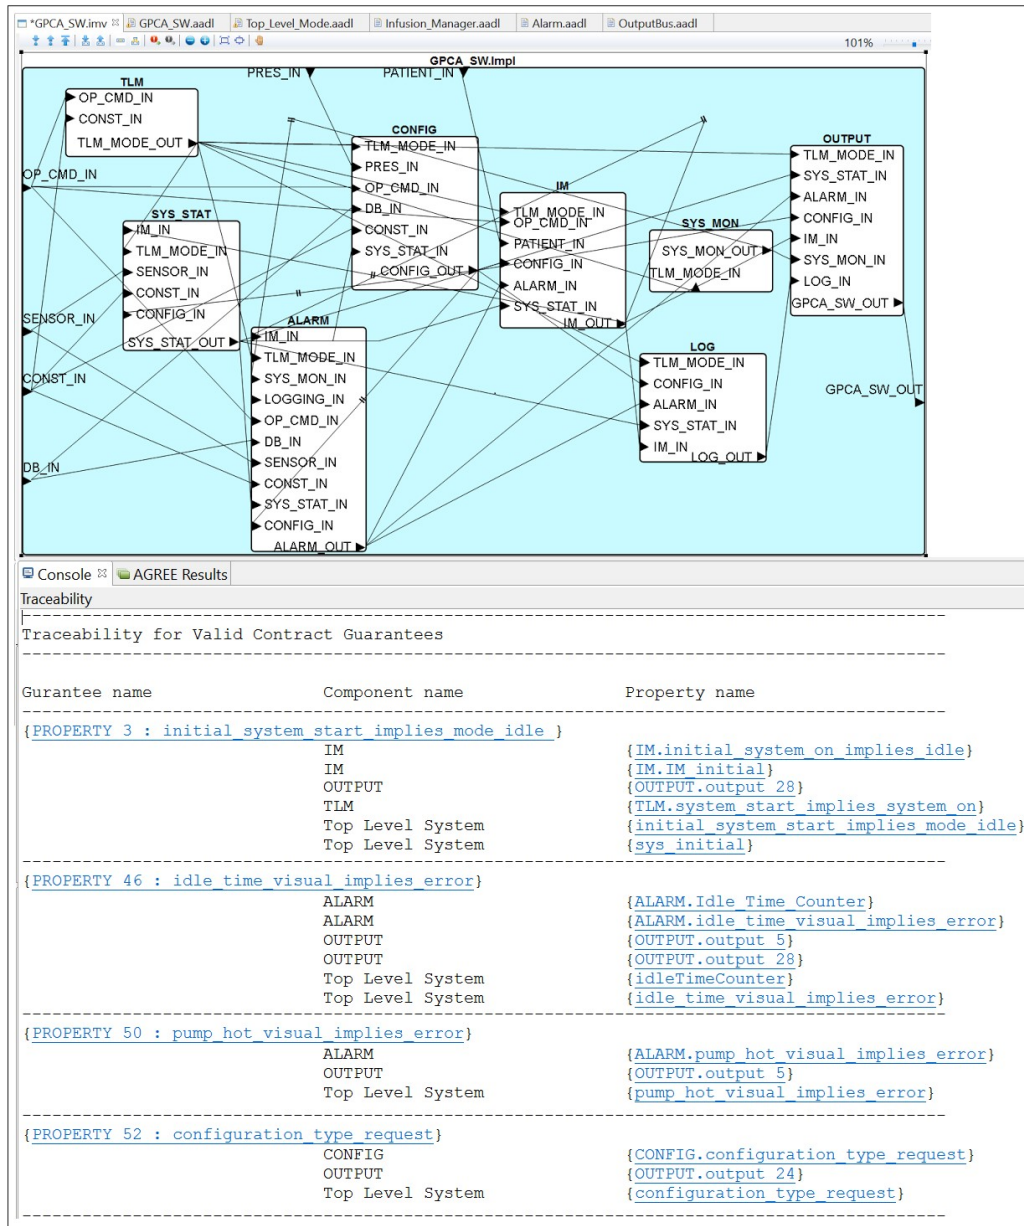 *GPCA_SW.imv GPCA_SW.aadl Top_Level_Mode.aadl Infusion_Manager.aadl Alarm.aadl OutputBus.aadl
101%
GPCA_SW.Impl
PRES_IN
PATIENT_IN
TLM
OP_CMD_IN
CONST_IN
TLM_MODE_OUT
OP_CMD_IN
SENSOR_IN
CONST_IN
DB_IN
SYS_STAT
IM_IN
TLM_MODE_IN
SENSOR_IN
CONST_IN
CONFIG_IN
SYS_STAT_OUT
ALARM
IM_IN
TLM_MODE_IN
SYS_MON_IN
LOGGING_IN
OP_CMD_IN
DB_IN
SENSOR_IN
CONST_IN
SYS_STAT_IN
CONFIG_IN
ALARM_OUT
CONFIG
TLM_MODE_IN
PRES_IN
OP_CMD_IN
DB_IN
CONST_IN
SYS_STAT_IN
CONFIG_OUT
IM
TLM_MODE_IN
OP_CMD_IN
PATIENT_IN
CONFIG_IN
ALARM_IN
SYS_STAT_IN
IM_OUT
SYS_MON
SYS_MON_OUT
TLM_MODE_IN
LOG
TLM_MODE_IN
CONFIG_IN
ALARM_IN
SYS_STAT_IN
IM_IN
LOG_OUT
OUTPUT
TLM_MODE_IN
SYS_STAT_IN
ALARM_IN
CONFIG_IN
IM_IN
SYS_MON_IN
LOG_IN
GPCA_SW_OUT
GPCA_SW_OUT
Console AGREE Results
Traceability
Traceability for Valid Contract Guarantees
Gurantee name Component name Property name
{PROPERTY 3 : initial_system_start_implies_mode_idle }
IM {IM.initial_system_on_implies_idle}
IM {IM.IM_initial}
OUTPUT {OUTPUT.output 28}
TLM {TLM.system_start_implies_system_on}
Top Level System {initial_system_start_implies_mode_idle}
Top Level System {sys_initial}
{PROPERTY 46 : idle_time_visual_implies_error}
ALARM {ALARM.Idle_Time_Counter}
ALARM {ALARM.idle_time_visual_implies_error}
OUTPUT {OUTPUT.output 5}
OUTPUT {OUTPUT.output 28}
Top Level System {idleTimeCounter}
Top Level System {idle_time_visual_implies_error}
{PROPERTY 50 : pump_hot_visual_implies_error}
ALARM {ALARM.pump_hot_visual_implies_error}
OUTPUT {OUTPUT.output 5}
Top Level System {pump_hot_visual_implies_error}
{PROPERTY 52 : configuration_type_request}
CONFIG {CONFIG.configuration_type_request}
OUTPUT {OUTPUT.output 24}
Top Level System {configuration_type_request}